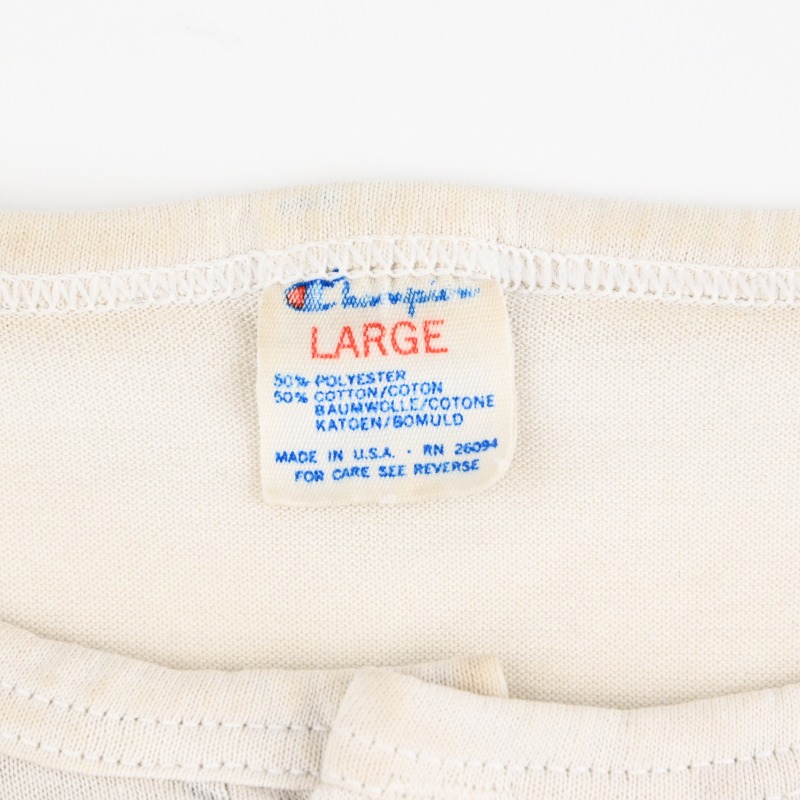 Champion
LARGE
50% POLYESTER
50% COTTON/COTON
BAUMWOLLE/COTONE
KATOEN/BOMULD
MADE IN U.S.A. · RN 26094
FOR CARE SEE REVERSE